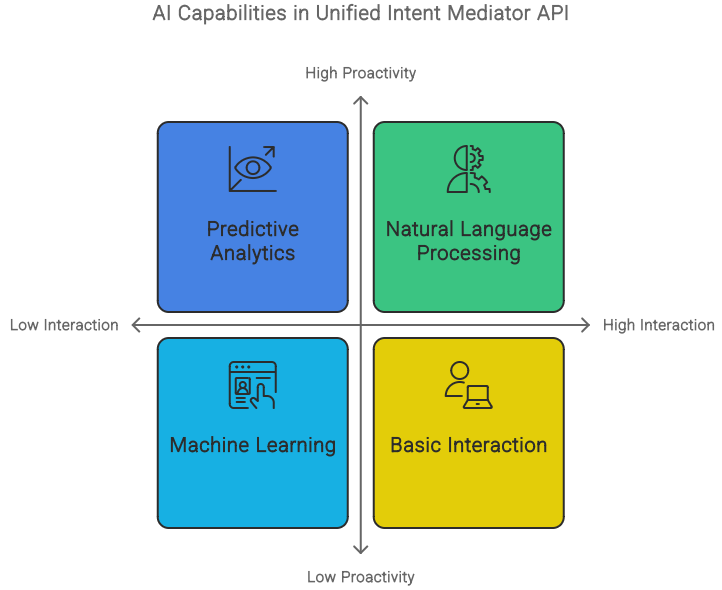 AI Capabilities in Unified Intent Mediator API
High Proactivity
Predictive
Analytics
Natural Language
Processing
Low Interaction
High Interaction
Machine Learning
Basic Interaction
Low Proactivity